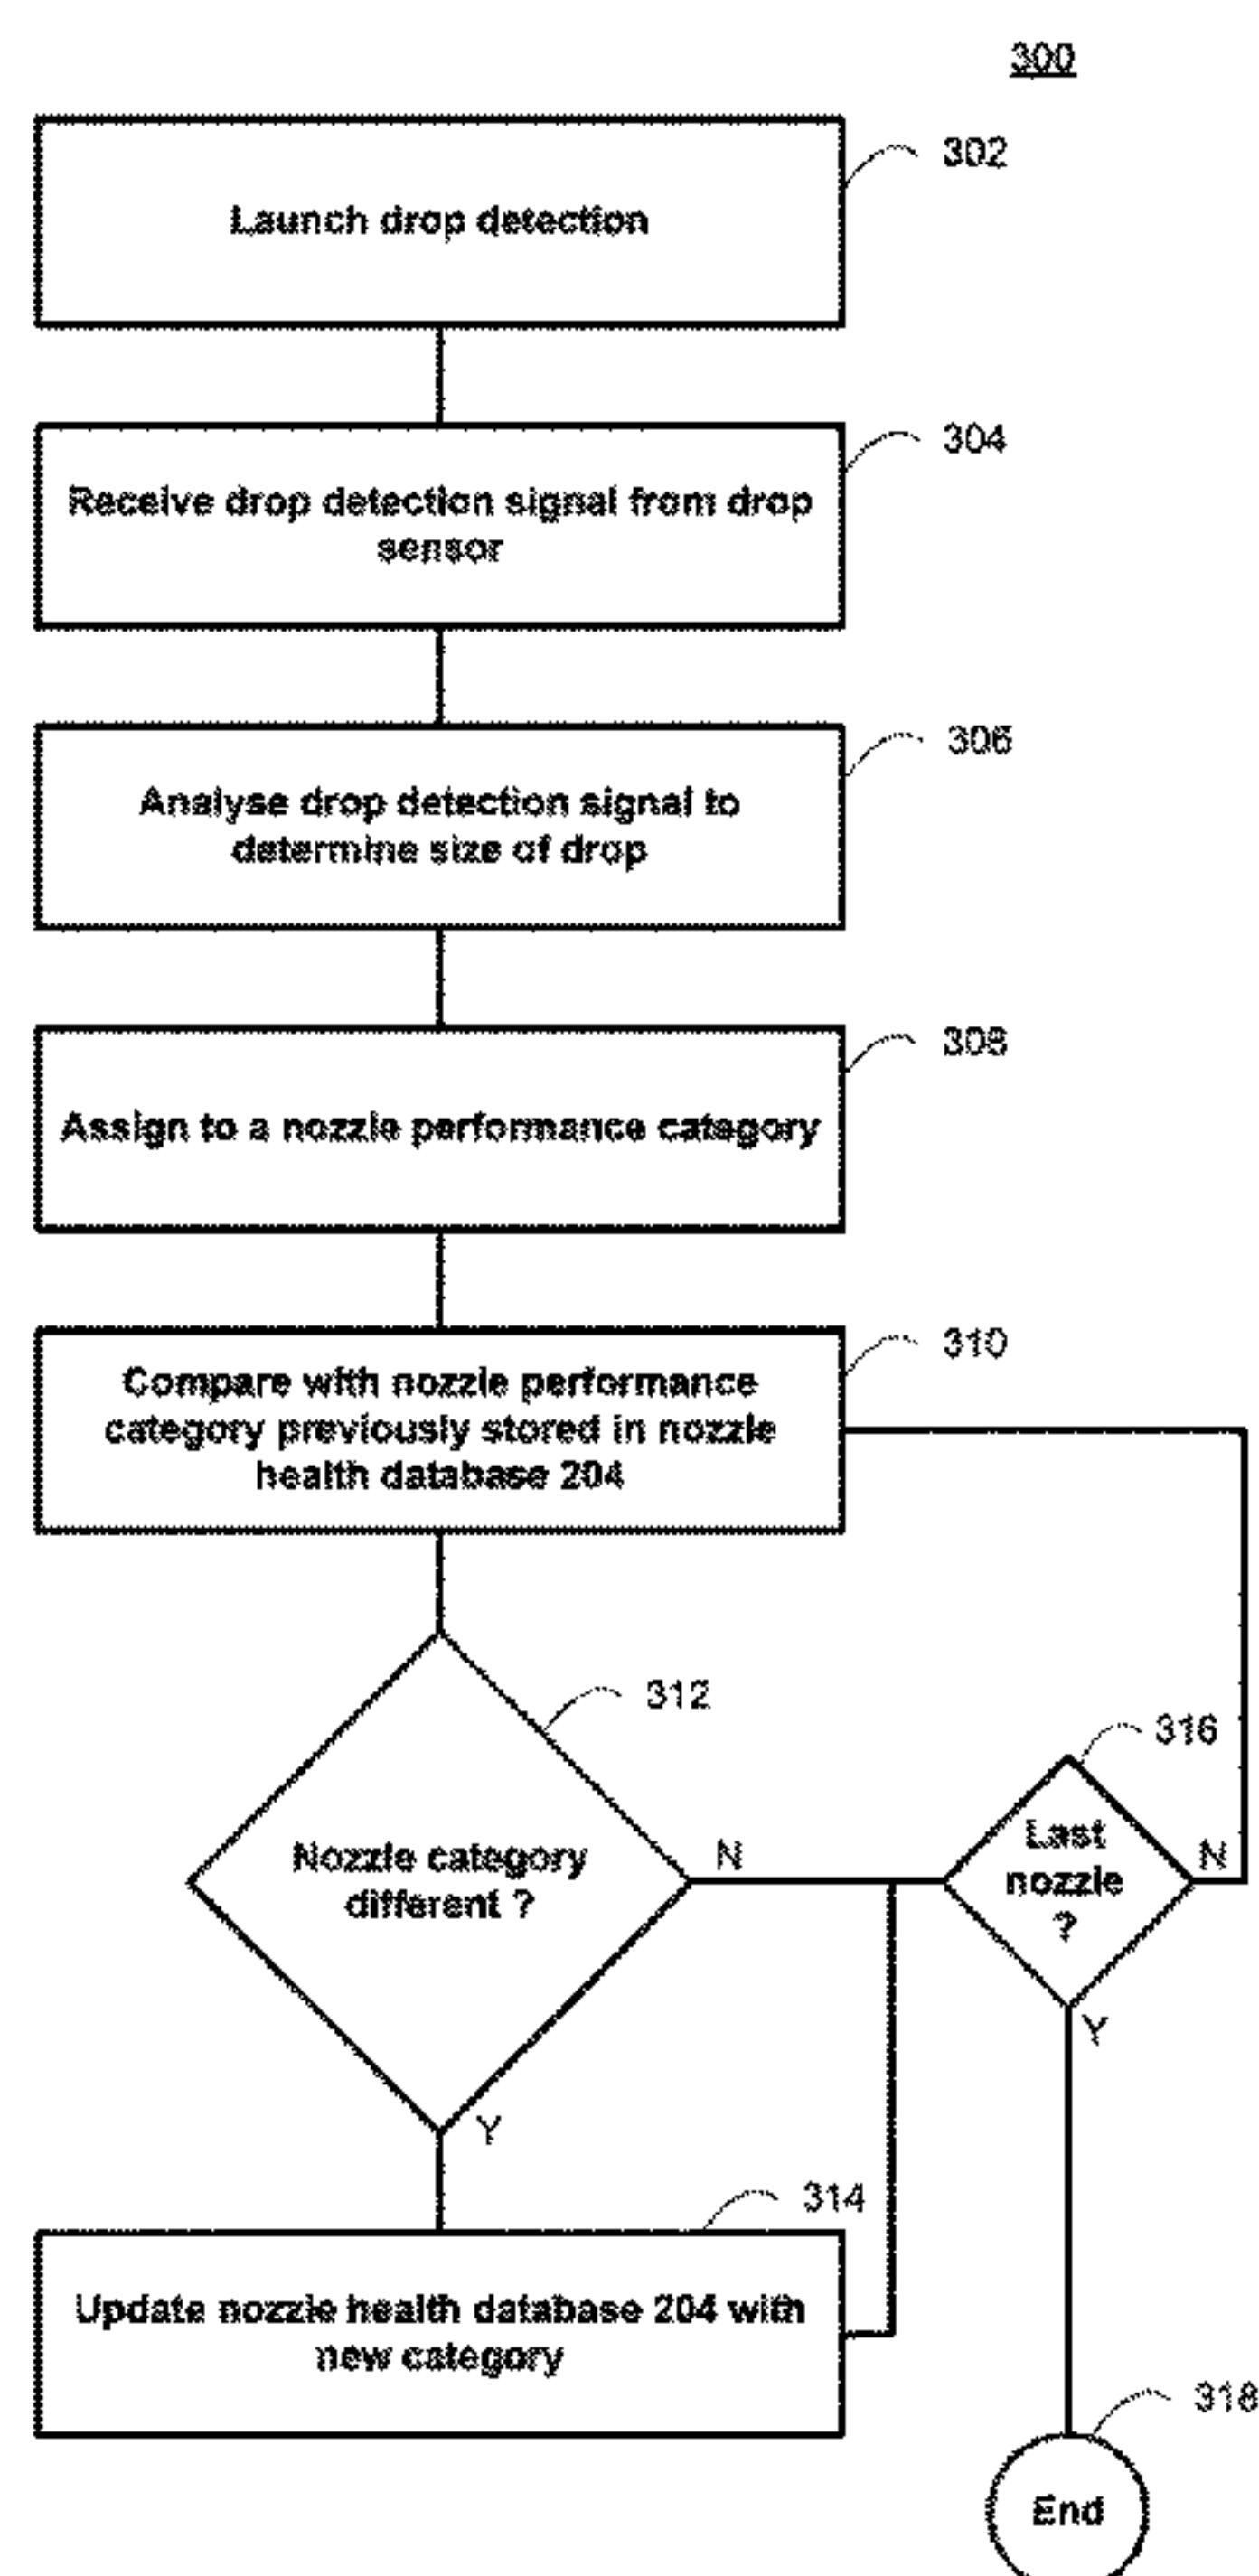 300
302
Launch drop detection
304
Receive drop detection signal from drop
sensor
306
Analyse drop detection signal to
determine size of drop
308
Assign to a nozzle performance category
310
Compare with nozzle performance
category previously stored in nozzle
health database 204
312
316
Nozzle category
different ?
N
Last
nozzle
?
N
Y
Y
314
Update nozzle health database 204 with
new category
318
End